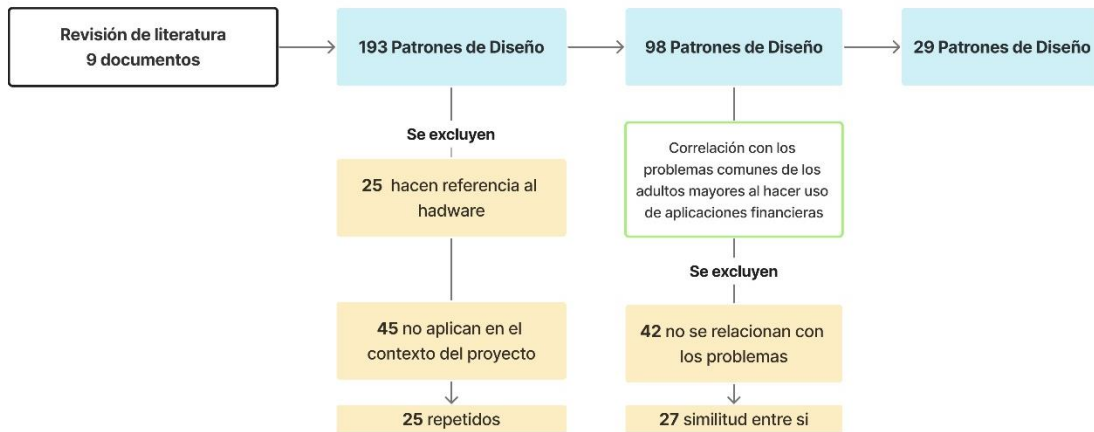 Revisión de literatura
9 documentos
193 Patrones de Diseño
98 Patrones de Diseño
29 Patrones de Diseño
Se excluyen
25 hacen referencia al
hadware
45 no aplican en el
contexto del proyecto
25 repetidos
Correlación con los
problemas comunes de los
adultos mayores al hacer uso
de aplicaciones financieras
Se excluyen
42 no se relacionan con
los problemas
27 similitud entre si